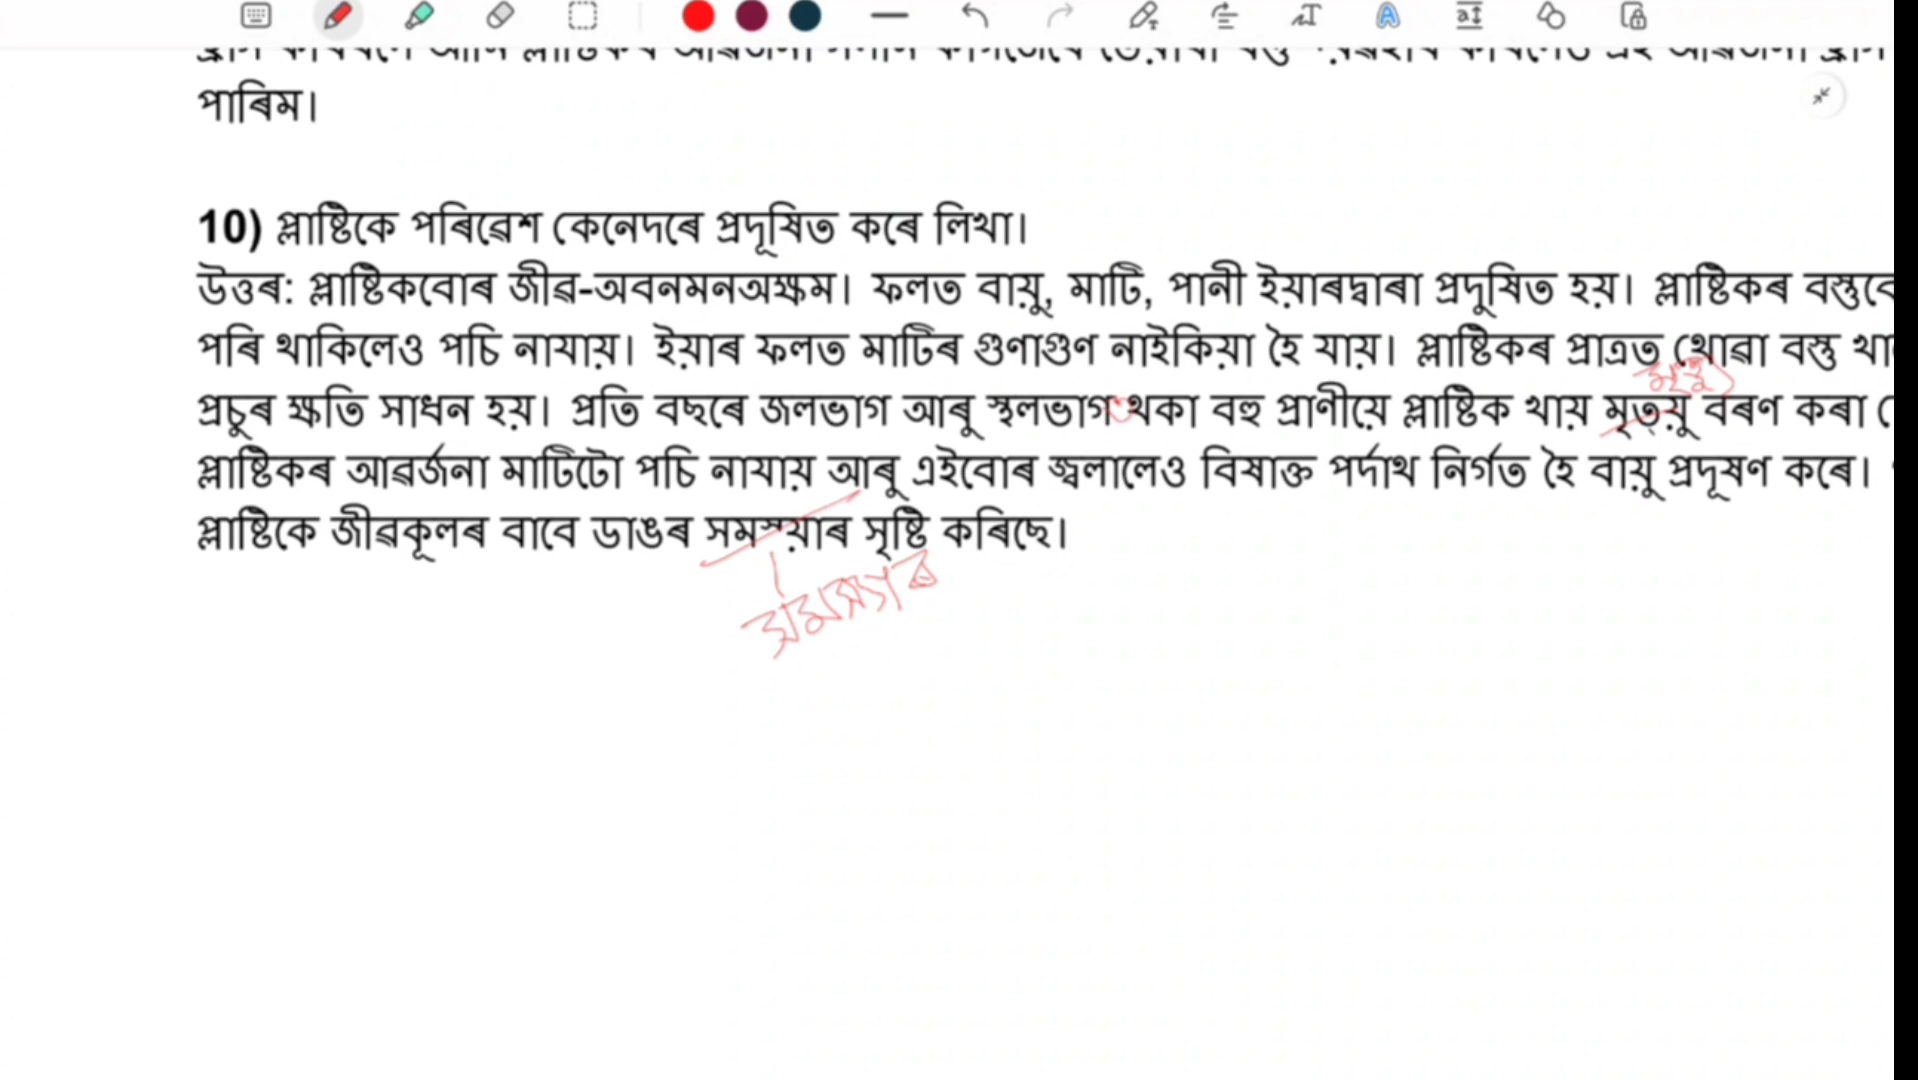 পাৰিম।
10) প্লাষ্টিকে পৰিৱেশ কেনেদৰে প্ৰদূষিত কৰে লিখা।
উত্তৰ: প্লাষ্টিকবোৰ জীৱ-অবনমনঅক্ষম। ফলত বায়ু, মাটি, পানী ইয়াৰদ্বাৰা প্ৰদুষিত হয়। প্লাষ্টিকৰ
পৰি থাকিলেও পচি নাযায়। ইয়াৰ ফলত মাটিৰ গুণাগুণ নাইকিয়া হৈ যায়। প্লাষ্টিকৰ প্ৰাত্ৰত থোৱা বস্তু
প্ৰচুৰ ক্ষতি সাধন হয়। প্ৰতি বছৰে জলভাগ আৰু স্থলভাগত থকা বহু প্ৰাণীয়ে প্লাষ্টিক খায় মৃতয়ু বৰণ কৰা
প্লাষ্টিকৰ আৱৰ্জনা মাটিটো পচি নাযায় আৰু এইবোৰ জ্বলালেও বিষাক্ত পৰ্দাথ নিৰ্গত হৈ বায়ু প্ৰদূষণ কৰে।
প্লাষ্টিকে জীৱকূলৰ বাবে ডাঙৰ সমস্য়াৰ সৃষ্টি কৰিছে।
সমস্যাৰ